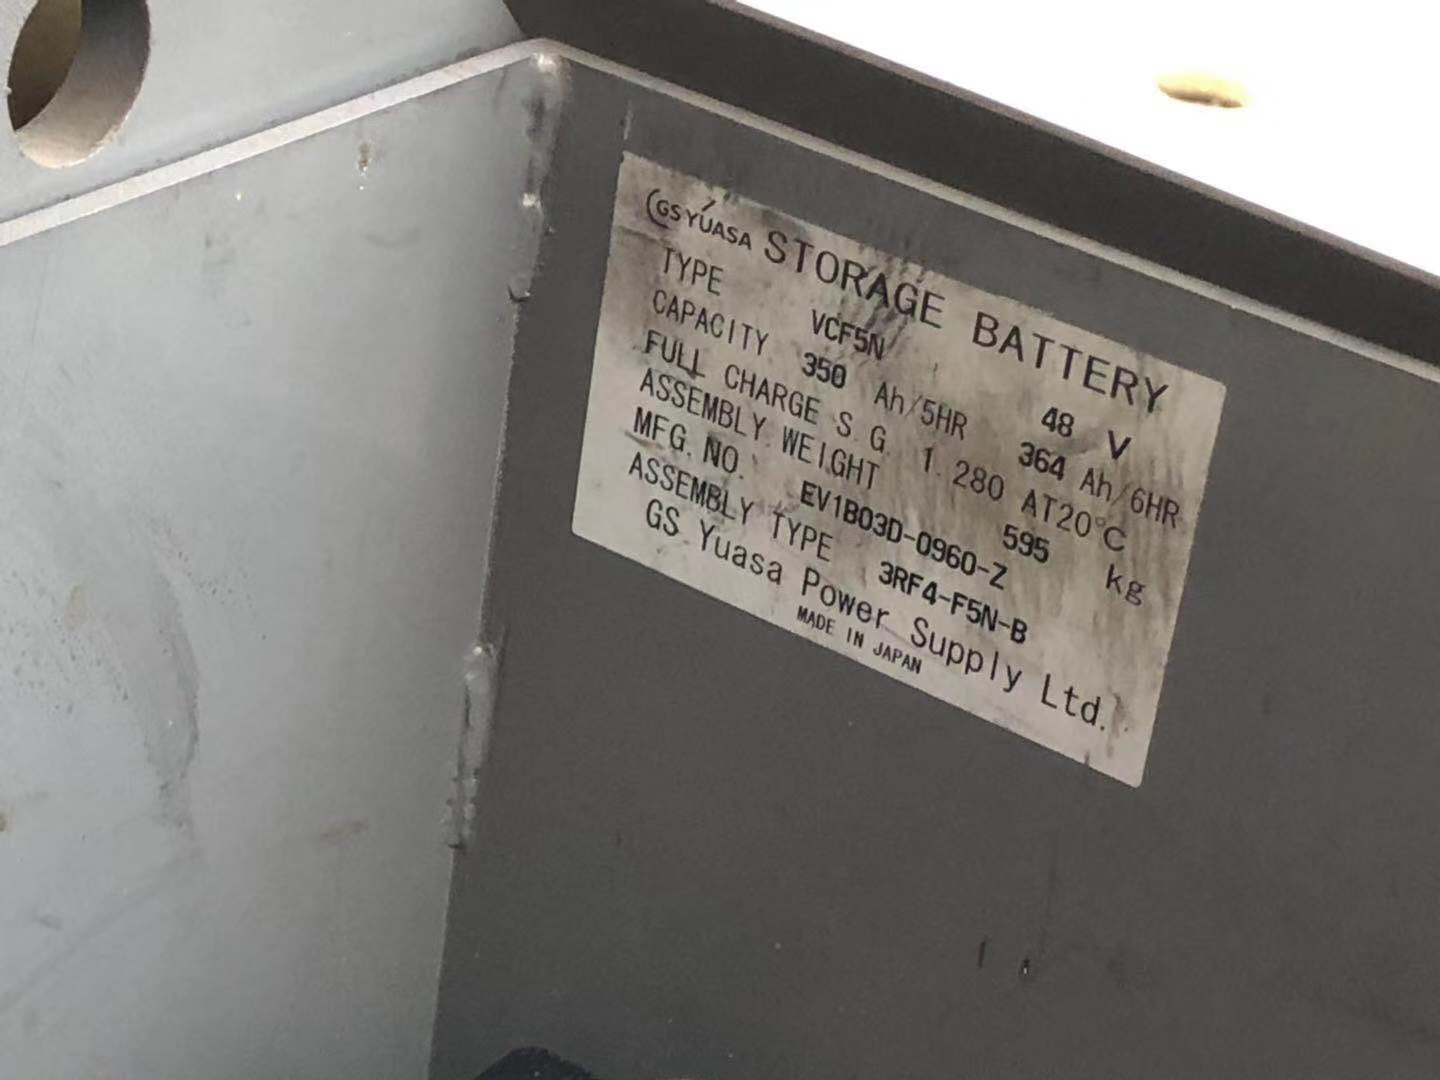 GS YUASA STORAGE BATTERY
TYPE VCF5N 48 V
CAPACITY 350 Ah/5HR 364 Ah/6HR
FULL CHARGE S.G. 1.280 AT20°C
ASSEMBLY WEIGHT 595 kg
MFG. NO. EV1B03D-0960-Z
ASSEMBLY TYPE 3RF4-F5N-B
GS Yuasa Power Supply Ltd.
MADE IN JAPAN